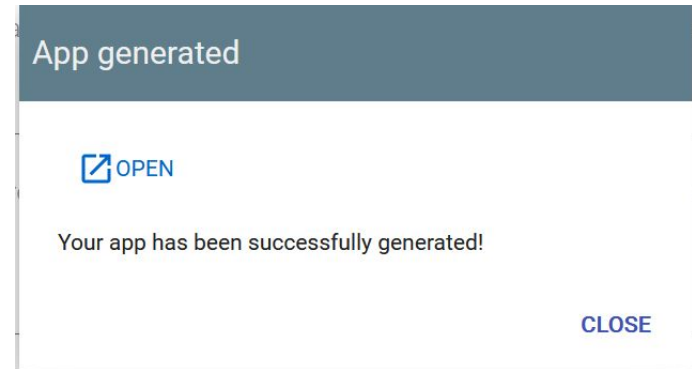 App generated
OPEN
Your app has been successfully generated!
CLOSE